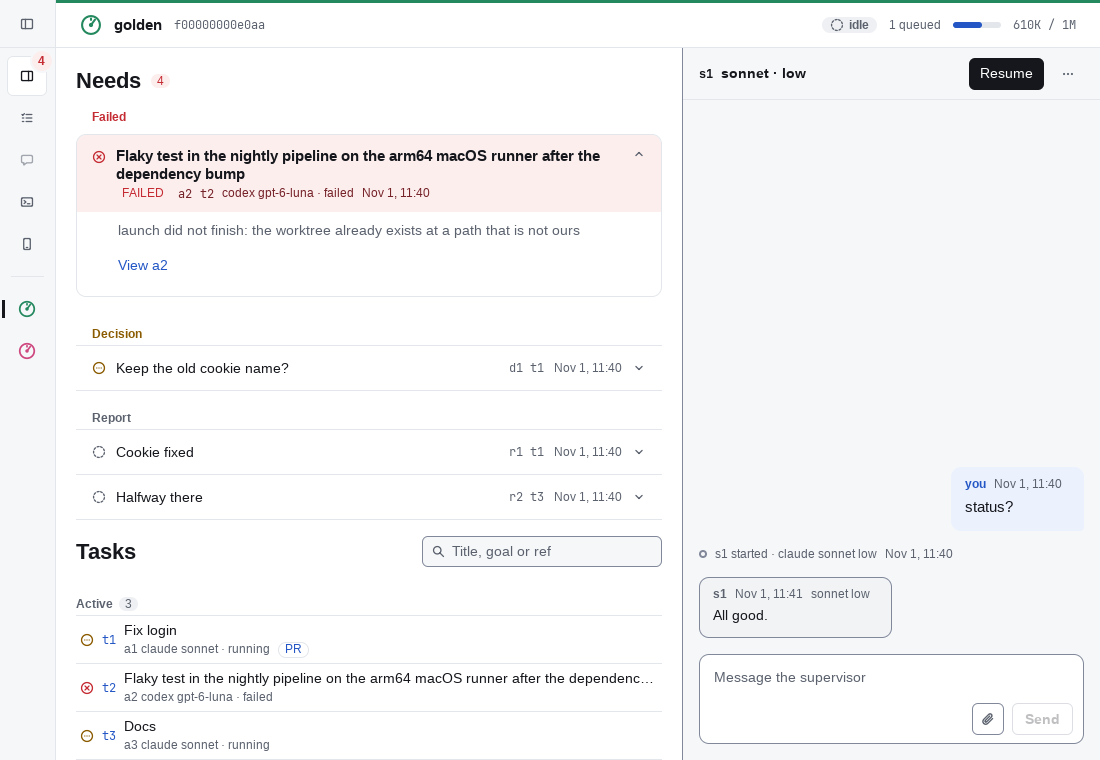 golden f00000000e0aa
idle 1 queued 610K / 1M
4
Needs 4
Failed
Flaky test in the nightly pipeline on the arm64 macOS runner after the
dependency bump
FAILED a2 t2 codex gpt-6-luna · failed Nov 1, 11:40
launch did not finish: the worktree already exists at a path that is not ours
View a2
Decision
Keep the old cookie name? d1 t1 Nov 1, 11:40
Report
Cookie fixed r1 t1 Nov 1, 11:40
Halfway there r2 t3 Nov 1, 11:40
Tasks
Title, goal or ref
Active 3
t1 Fix login
a1 claude sonnet · running PR
t2 Flaky test in the nightly pipeline on the arm64 macOS runner after the dependenc…
a2 codex gpt-6-luna · failed
t3 Docs
a3 claude sonnet · running
s1 sonnet · low
Resume
you Nov 1, 11:40
status?
s1 started · claude sonnet low Nov 1, 11:40
s1 Nov 1, 11:41 sonnet low
All good.
Message the supervisor
Send